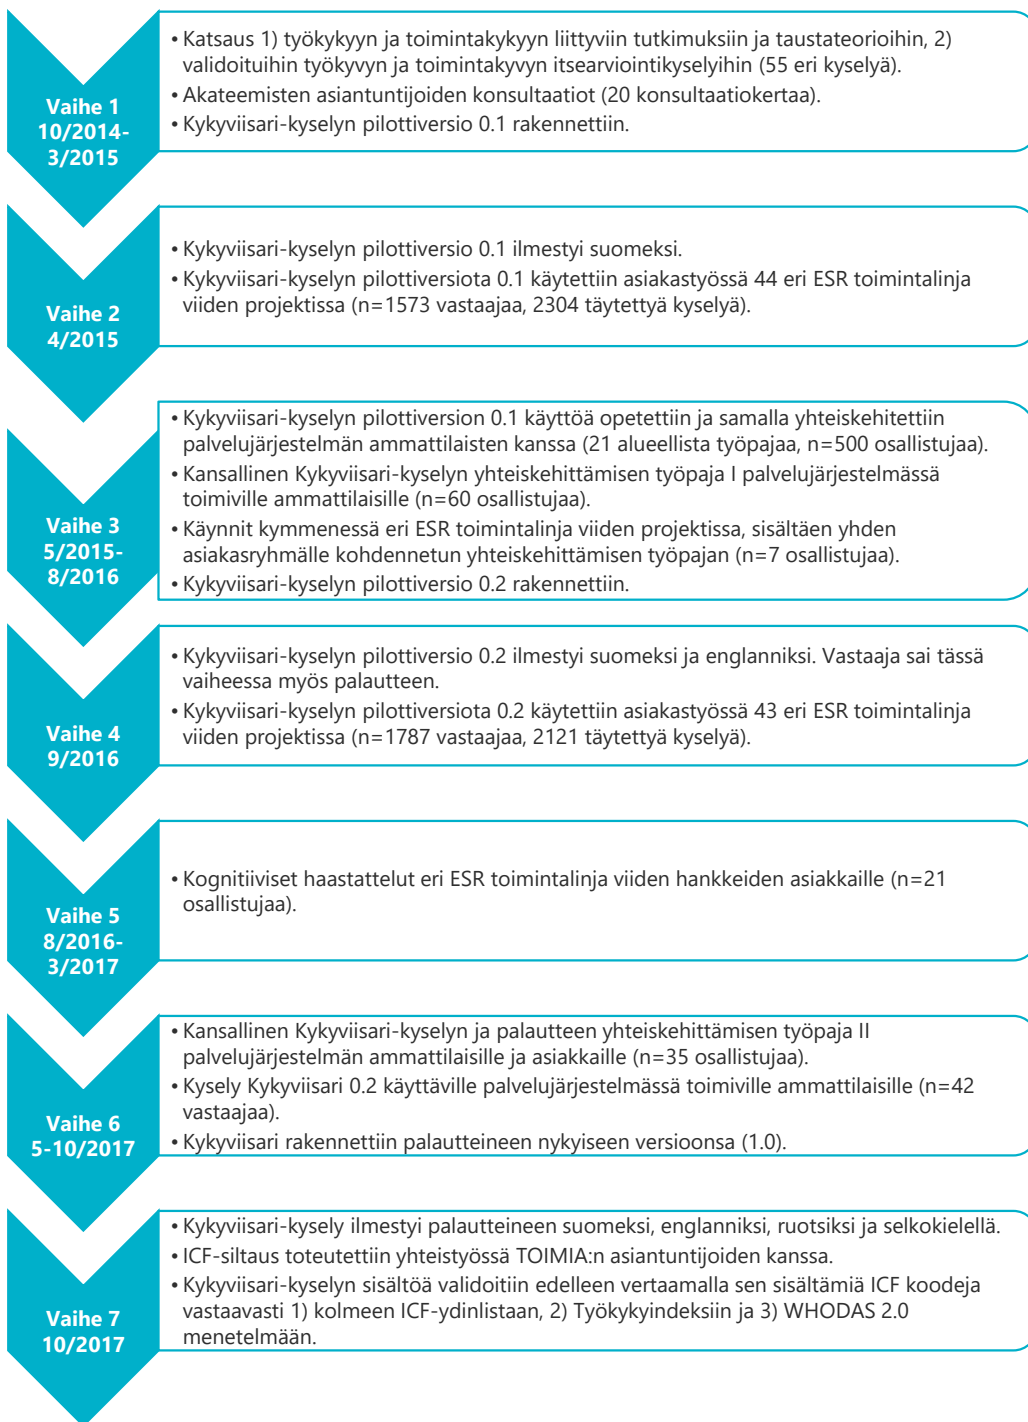 Vaihe 1
10/2014-
3/2015
• Katsaus 1) työkykyyn ja toimintakykyyn liittyviin tutkimuksiin ja taustateorioihin, 2)
validoituihin työkyvyn ja toimintakyvyn itsearviointikyselyihin (55 eri kyselyä).
• Akateemisten asiantuntijoiden konsultaatiot (20 konsultaatiokertaa).
• Kykyviisari-kyselyn pilottiversio 0.1 rakennettiin.
Vaihe 2
4/2015
• Kykyviisari-kyselyn pilottiversio 0.1 ilmestyi suomeksi.
• Kykyviisari-kyselyn pilottiversiota 0.1 käytettiin asiakastyössä 44 eri ESR toimintalinja
viiden projektissa (n=1573 vastaajaa, 2304 täytettyä kyselyä).
Vaihe 3
5/2015-
8/2016
• Kykyviisari-kyselyn pilottiversion 0.1 käyttöä opetettiin ja samalla yhteiskehitettiin
palvelujärjestelmän ammattilaisten kanssa (21 alueellista työpajaa, n=500 osallistujaa).
• Kansallinen Kykyviisari-kyselyn yhteiskehittämisen työpaja I palvelujärjestelmässä
toimiville ammattilaisille (n=60 osallistujaa).
• Käynnit kymmenessä eri ESR toimintalinja viiden projektissa, sisältäen yhden
asiakasryhmälle kohdennetun yhteiskehittämisen työpajan (n=7 osallistujaa).
• Kykyviisari-kyselyn pilottiversio 0.2 rakennettiin.
Vaihe 4
9/2016
• Kykyviisari-kyselyn pilottiversio 0.2 ilmestyi suomeksi ja englanniksi. Vastaaja sai tässä
vaiheessa myös palautteen.
• Kykyviisari-kyselyn pilottiversiota 0.2 käytettiin asiakastyössä 43 eri ESR toimintalinja
viiden projektissa (n=1787 vastaajaa, 2121 täytettyä kyselyä).
Vaihe 5
8/2016-
3/2017
• Kognitiiviset haastattelut eri ESR toimintalinja viiden hankkeiden asiakkaille (n=21
osallistujaa).
Vaihe 6
5-10/2017
• Kansallinen Kykyviisari-kyselyn ja palautteen yhteiskehittämisen työpaja II
palvelujärjestelmän ammattilaisille ja asiakkaille (n=35 osallistujaa).
• Kysely Kykyviisari 0.2 käyttäville palvelujärjestelmässä toimiville ammattilaisille (n=42
vastaajaa).
• Kykyviisari rakennettiin palautteineen nykyiseen versioonsa (1.0).
Vaihe 7
10/2017
• Kykyviisari-kysely ilmestyi palautteineen suomeksi, englanniksi, ruotsiksi ja selkokielellä.
• ICF-siltaus toteutettiin yhteistyössä TOIMIA:n asiantuntijoiden kanssa.
• Kykyviisari-kyselyn sisältöä validoitiin edelleen vertaamalla sen sisältämiä ICF koodeja
vastaavasti 1) kolmeen ICF-ydinlistaan, 2) Työkykyindeksiin ja 3) WHODAS 2.0
menetelmään.